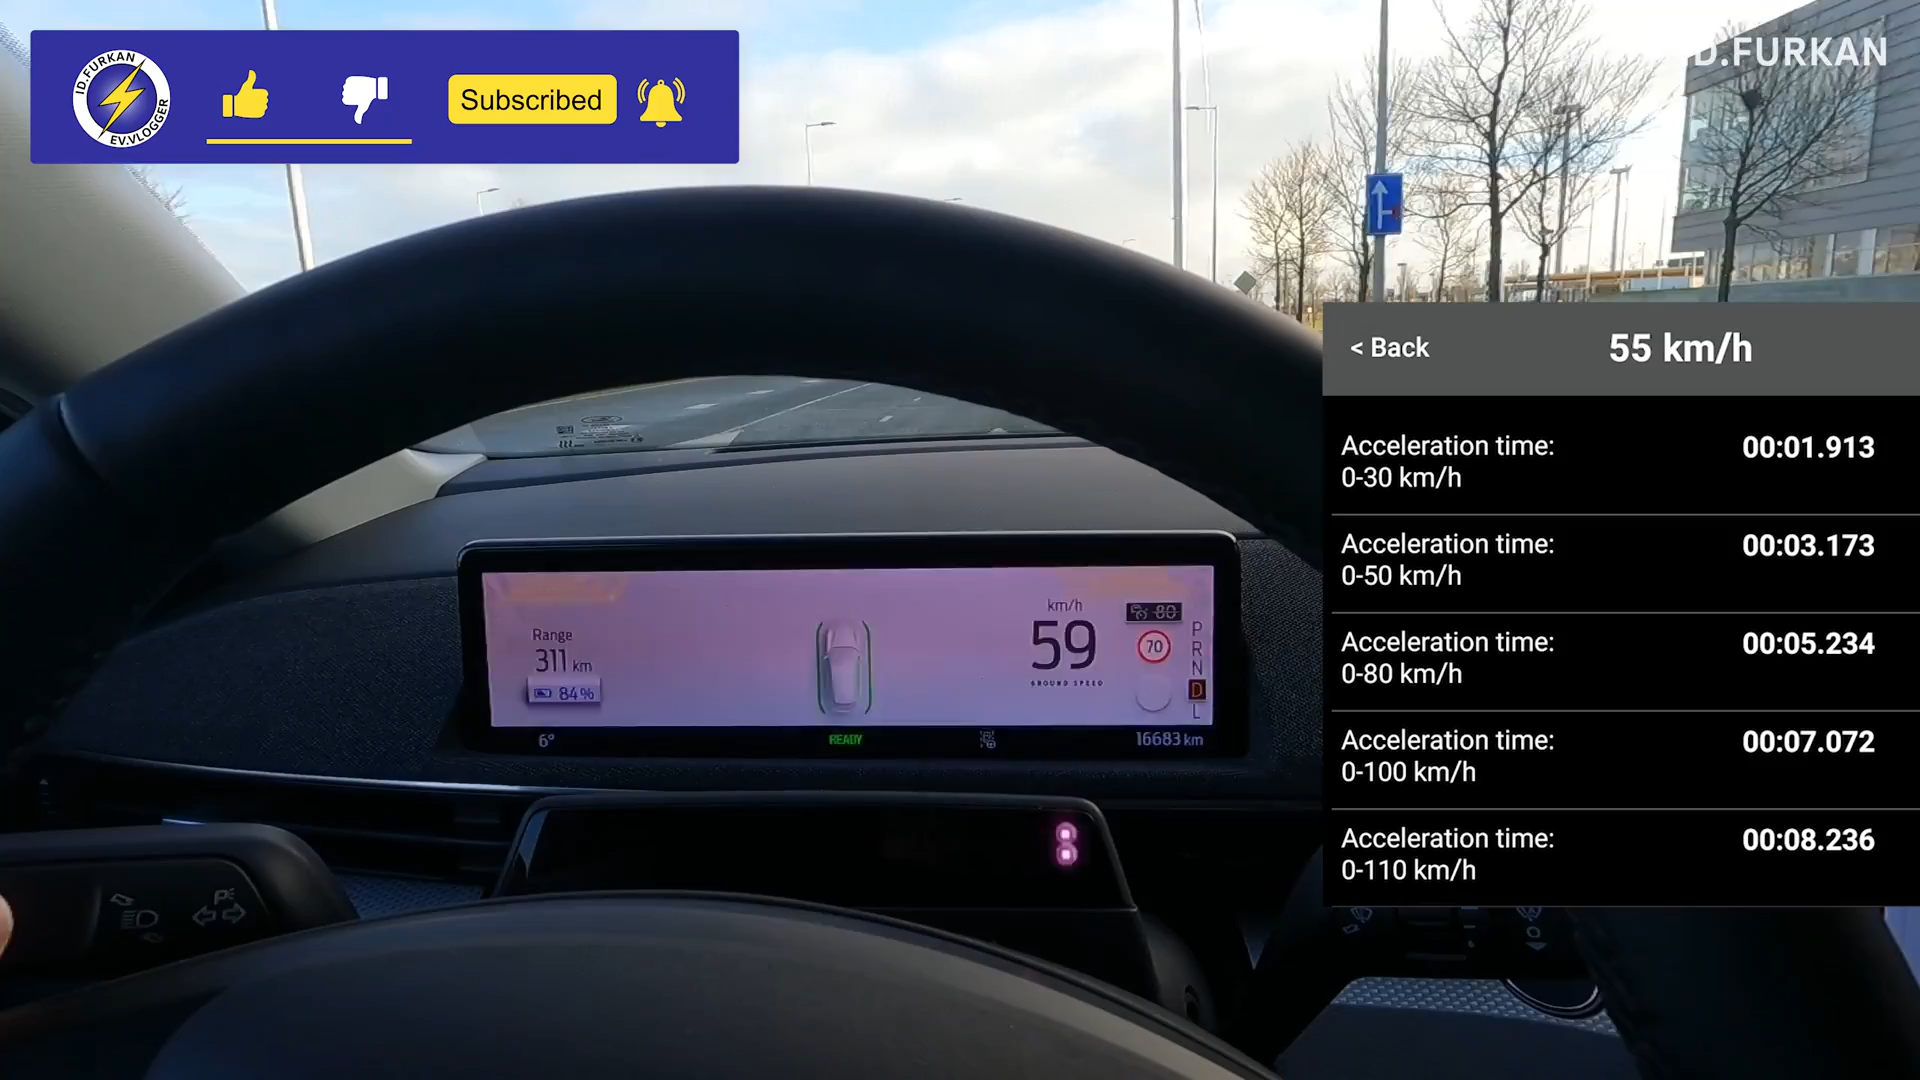 ID.FURKAN
EV.VLOGGER
Subscribed
D.FURKAN
< Back
55 km/h
Acceleration time:
0-30 km/h
00:01.913
Acceleration time:
0-50 km/h
00:03.173
Acceleration time:
0-80 km/h
00:05.234
Acceleration time:
0-100 km/h
00:07.072
Acceleration time:
0-110 km/h
00:08.236
Range
311 km
84%
km/h
59
GROUND SPEED
80
70
P
R
N
D
L
6°
READY
16683 km
8
P